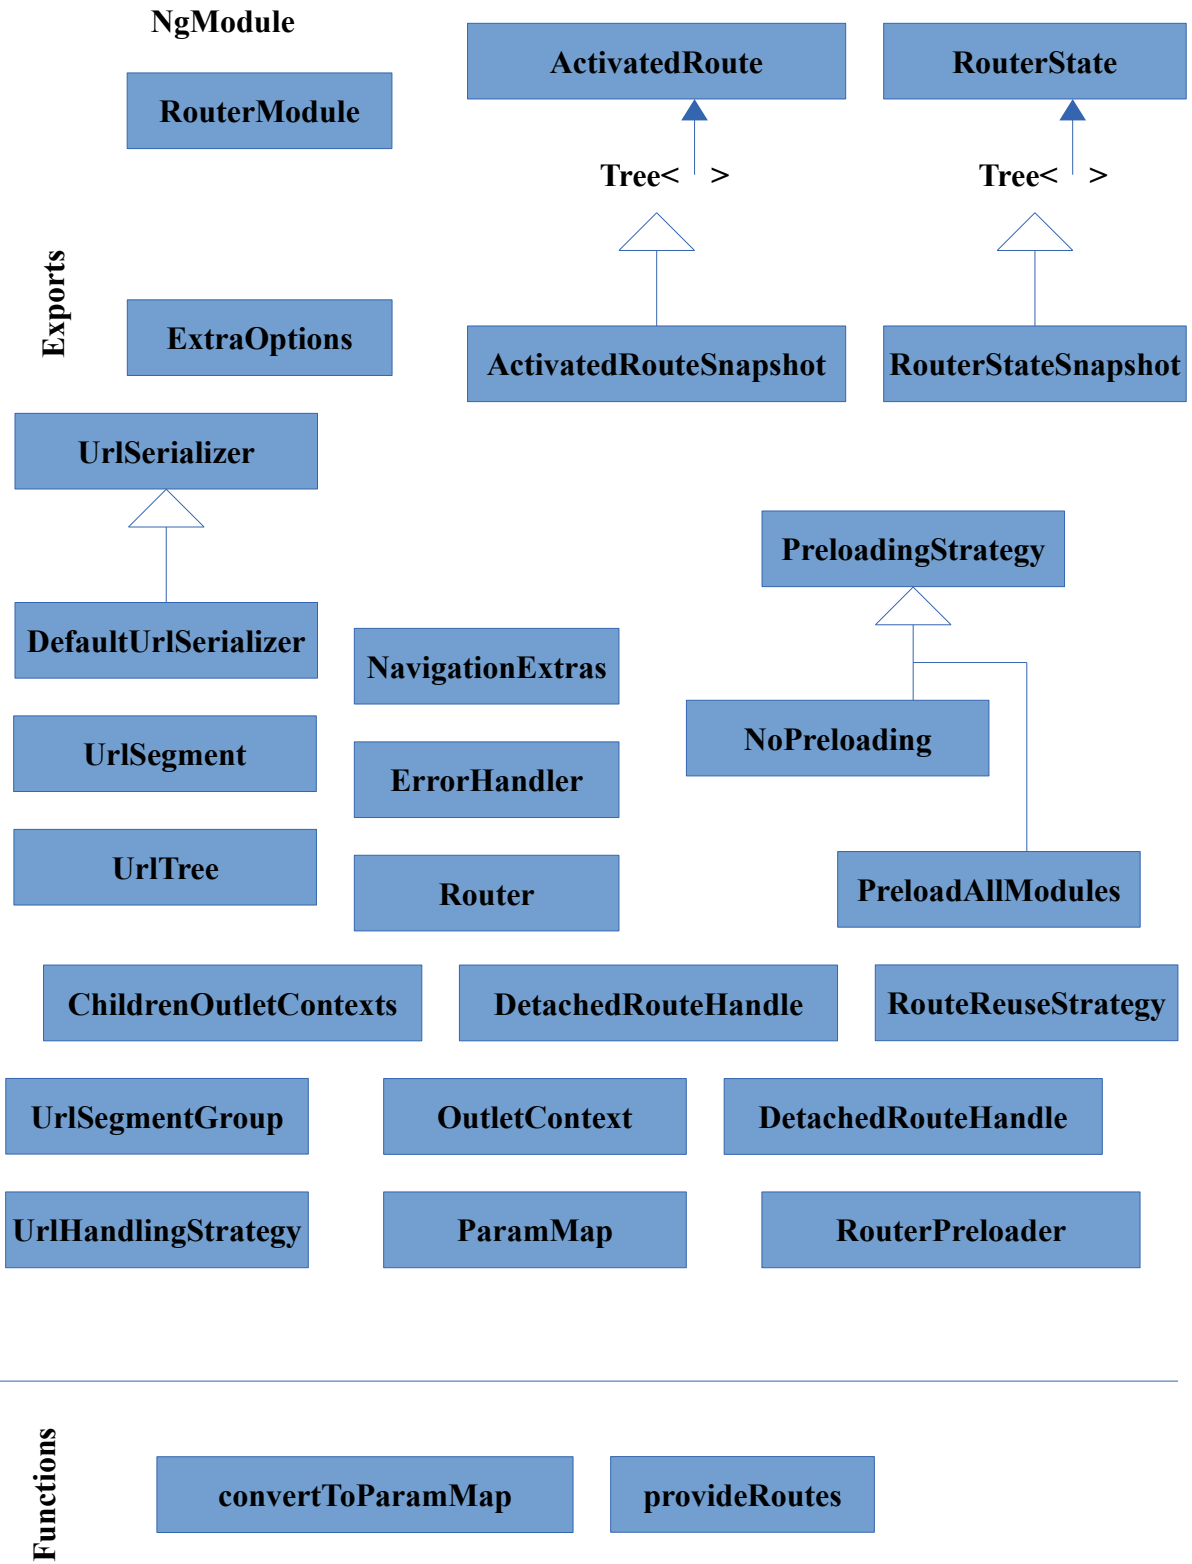 NgModule
ActivatedRoute
RouterState
RouterModule
Tree< >
Tree< >
Exports
ExtraOptions
ActivatedRouteSnapshot
RouterStateSnapshot
UrlSerializer
PreloadingStrategy
DefaultUrlSerializer
NavigationExtras
UrlSegment
NoPreloading
ErrorHandler
UrlTree
Router
PreloadAllModules
ChildrenOutletContexts
DetachedRouteHandle
RouteReuseStrategy
UrlSegmentGroup
OutletContext
DetachedRouteHandle
UrlHandlingStrategy
ParamMap
RouterPreloader
Functions
convertToParamMap
provideRoutes